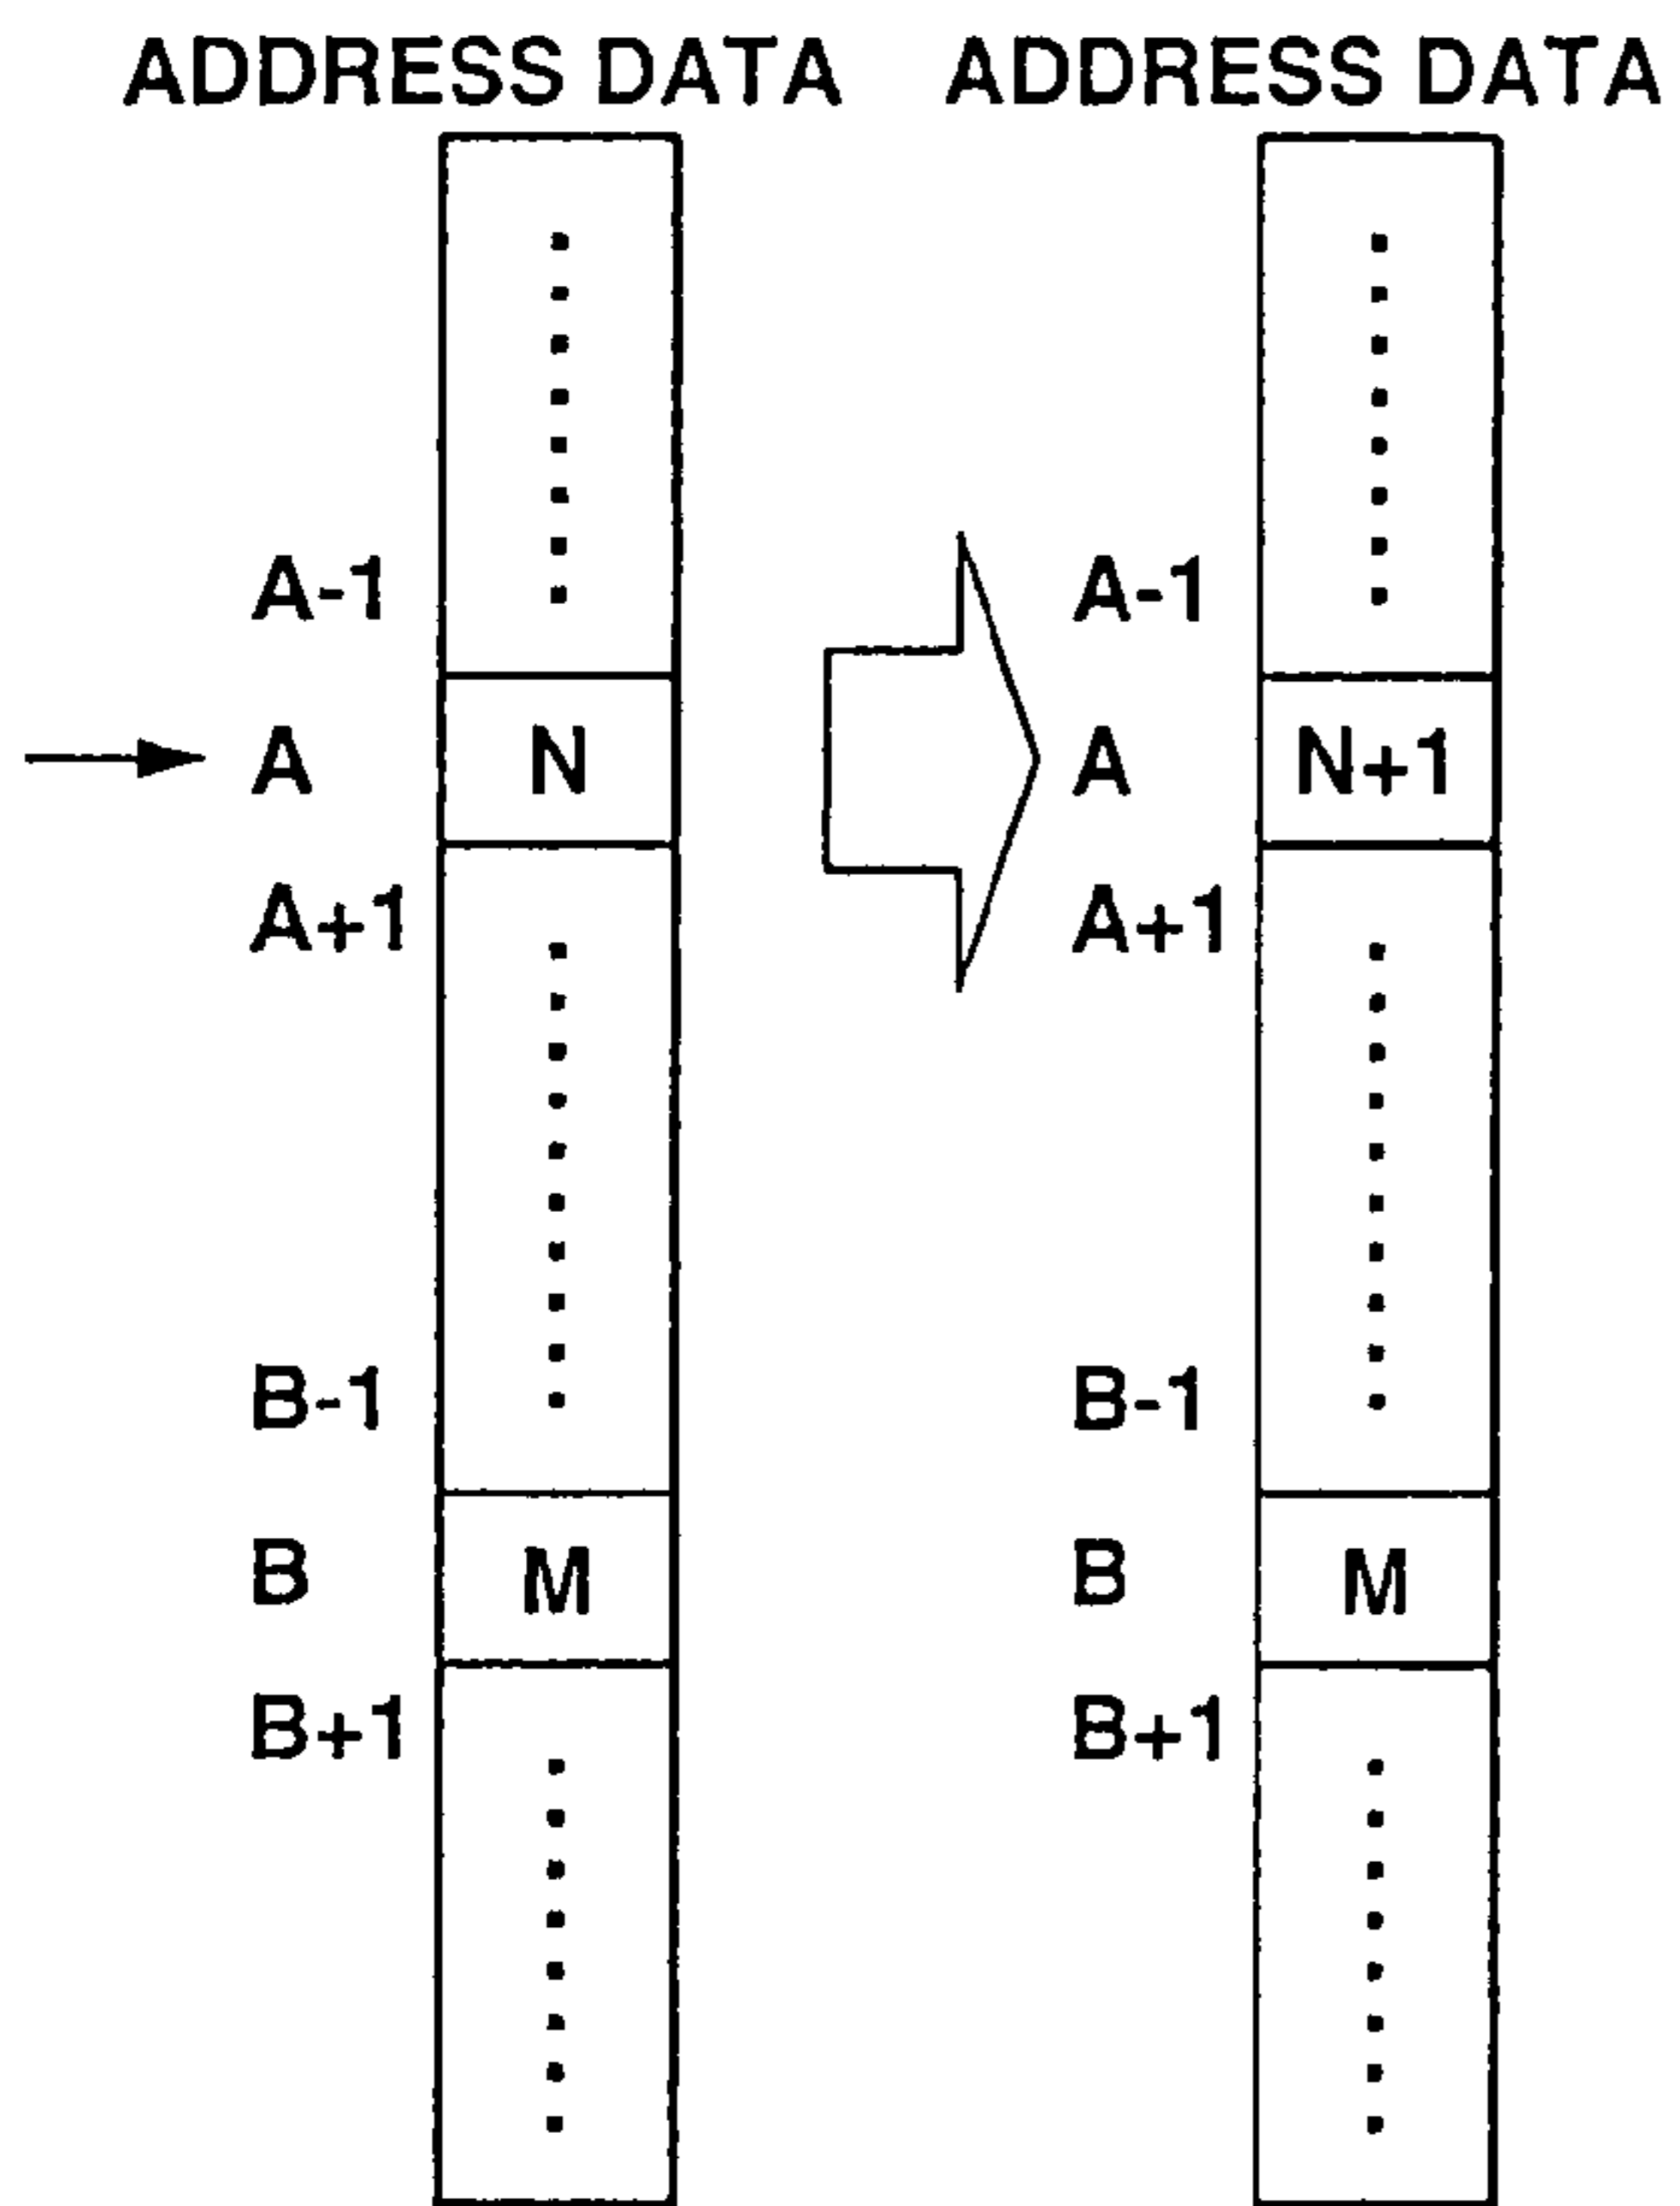 ADDRESS DATA ADDRESS DATA
A-1 A-1
A N A N+1
A+1 A+1
B-1 B-1
B M B M
B+1 B+1